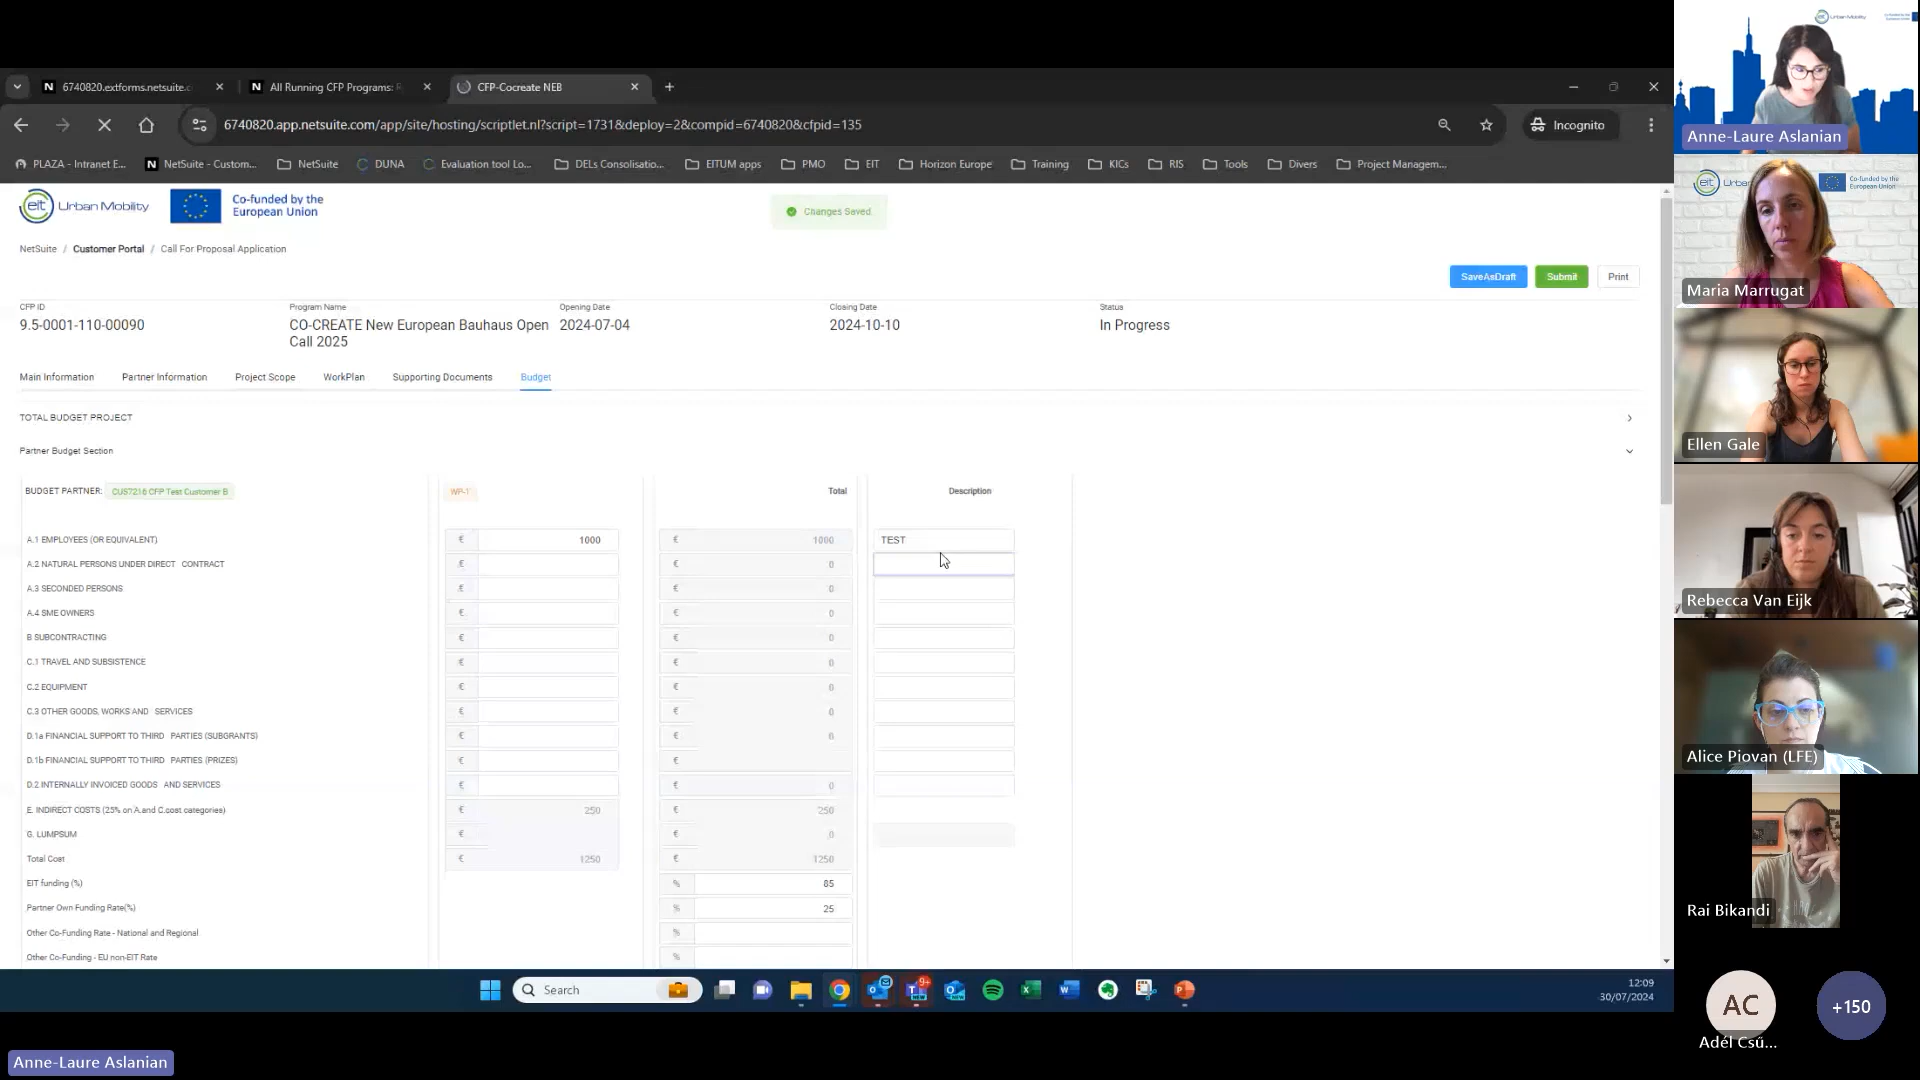 6740820.extforms.netsuite.c
All Running CFP Programs: R
CFP-Cocreate NEB
6740820.app.netsuite.com/app/site/hosting/scriptlet.nl?script=1731&deploy=2&compid=6740820&cfpid=135
Incognito
PLAZA - Intranet E...
NetSuite - Custom...
NetSuite
DUNA
Evaluation tool Lo...
DELs Consolisatio...
EITUM apps
PMO
EIT
Horizon Europe
Training
KICs
RIS
Tools
Divers
Project Managem...
eit Urban Mobility
Co-funded by the
European Union
Changes Saved.
NetSuite / Customer Portal / Call For Proposal Application
SaveAsDraft Submit Print
CFP ID Program Name Opening Date Closing Date Status
9.5-0001-110-00090 CO-CREATE New European Bauhaus Open 2024-07-04 2024-10-10 In Progress
Call 2025
Main Information Partner Information Project Scope WorkPlan Supporting Documents Budget
TOTAL BUDGET PROJECT
Partner Budget Section
BUDGET PARTNER: CUS7216 CFP Test Customer B WP-1 Total Description
A.1 EMPLOYEES (OR EQUIVALENT) € 1000 € 1000 TEST
A.2 NATURAL PERSONS UNDER DIRECT CONTRACT € € 0
A.3 SECONDED PERSONS € € 0
A.4 SME OWNERS € € 0
B SUBCONTRACTING € € 0
C.1 TRAVEL AND SUBSISTENCE € € 0
C.2 EQUIPMENT € € 0
C.3 OTHER GOODS, WORKS AND SERVICES € € 0
D.1a FINANCIAL SUPPORT TO THIRD PARTIES (SUBGRANTS) € € 0
D.1b FINANCIAL SUPPORT TO THIRD PARTIES (PRIZES) € €
D.2 INTERNALLY INVOICED GOODS AND SERVICES € € 0
E. INDIRECT COSTS (25% on A.and C.cost categories) € 250 € 250
G. LUMPSUM € € 0
Total Cost € 1250 € 1250
EIT funding (%) % 85
Partner Own Funding Rate(%) % 25
Other Co-Funding Rate - National and Regional %
Other Co-Funding - EU non-EIT Rate %
Search
9+
12:09
30/07/2024
Anne-Laure Aslanian
Maria Marrugat
Ellen Gale
Rebecca Van Eijk
Alice Piovan (LFE)
Rai Bikandi
AC
Adél Csű...
+150
Anne-Laure Aslanian